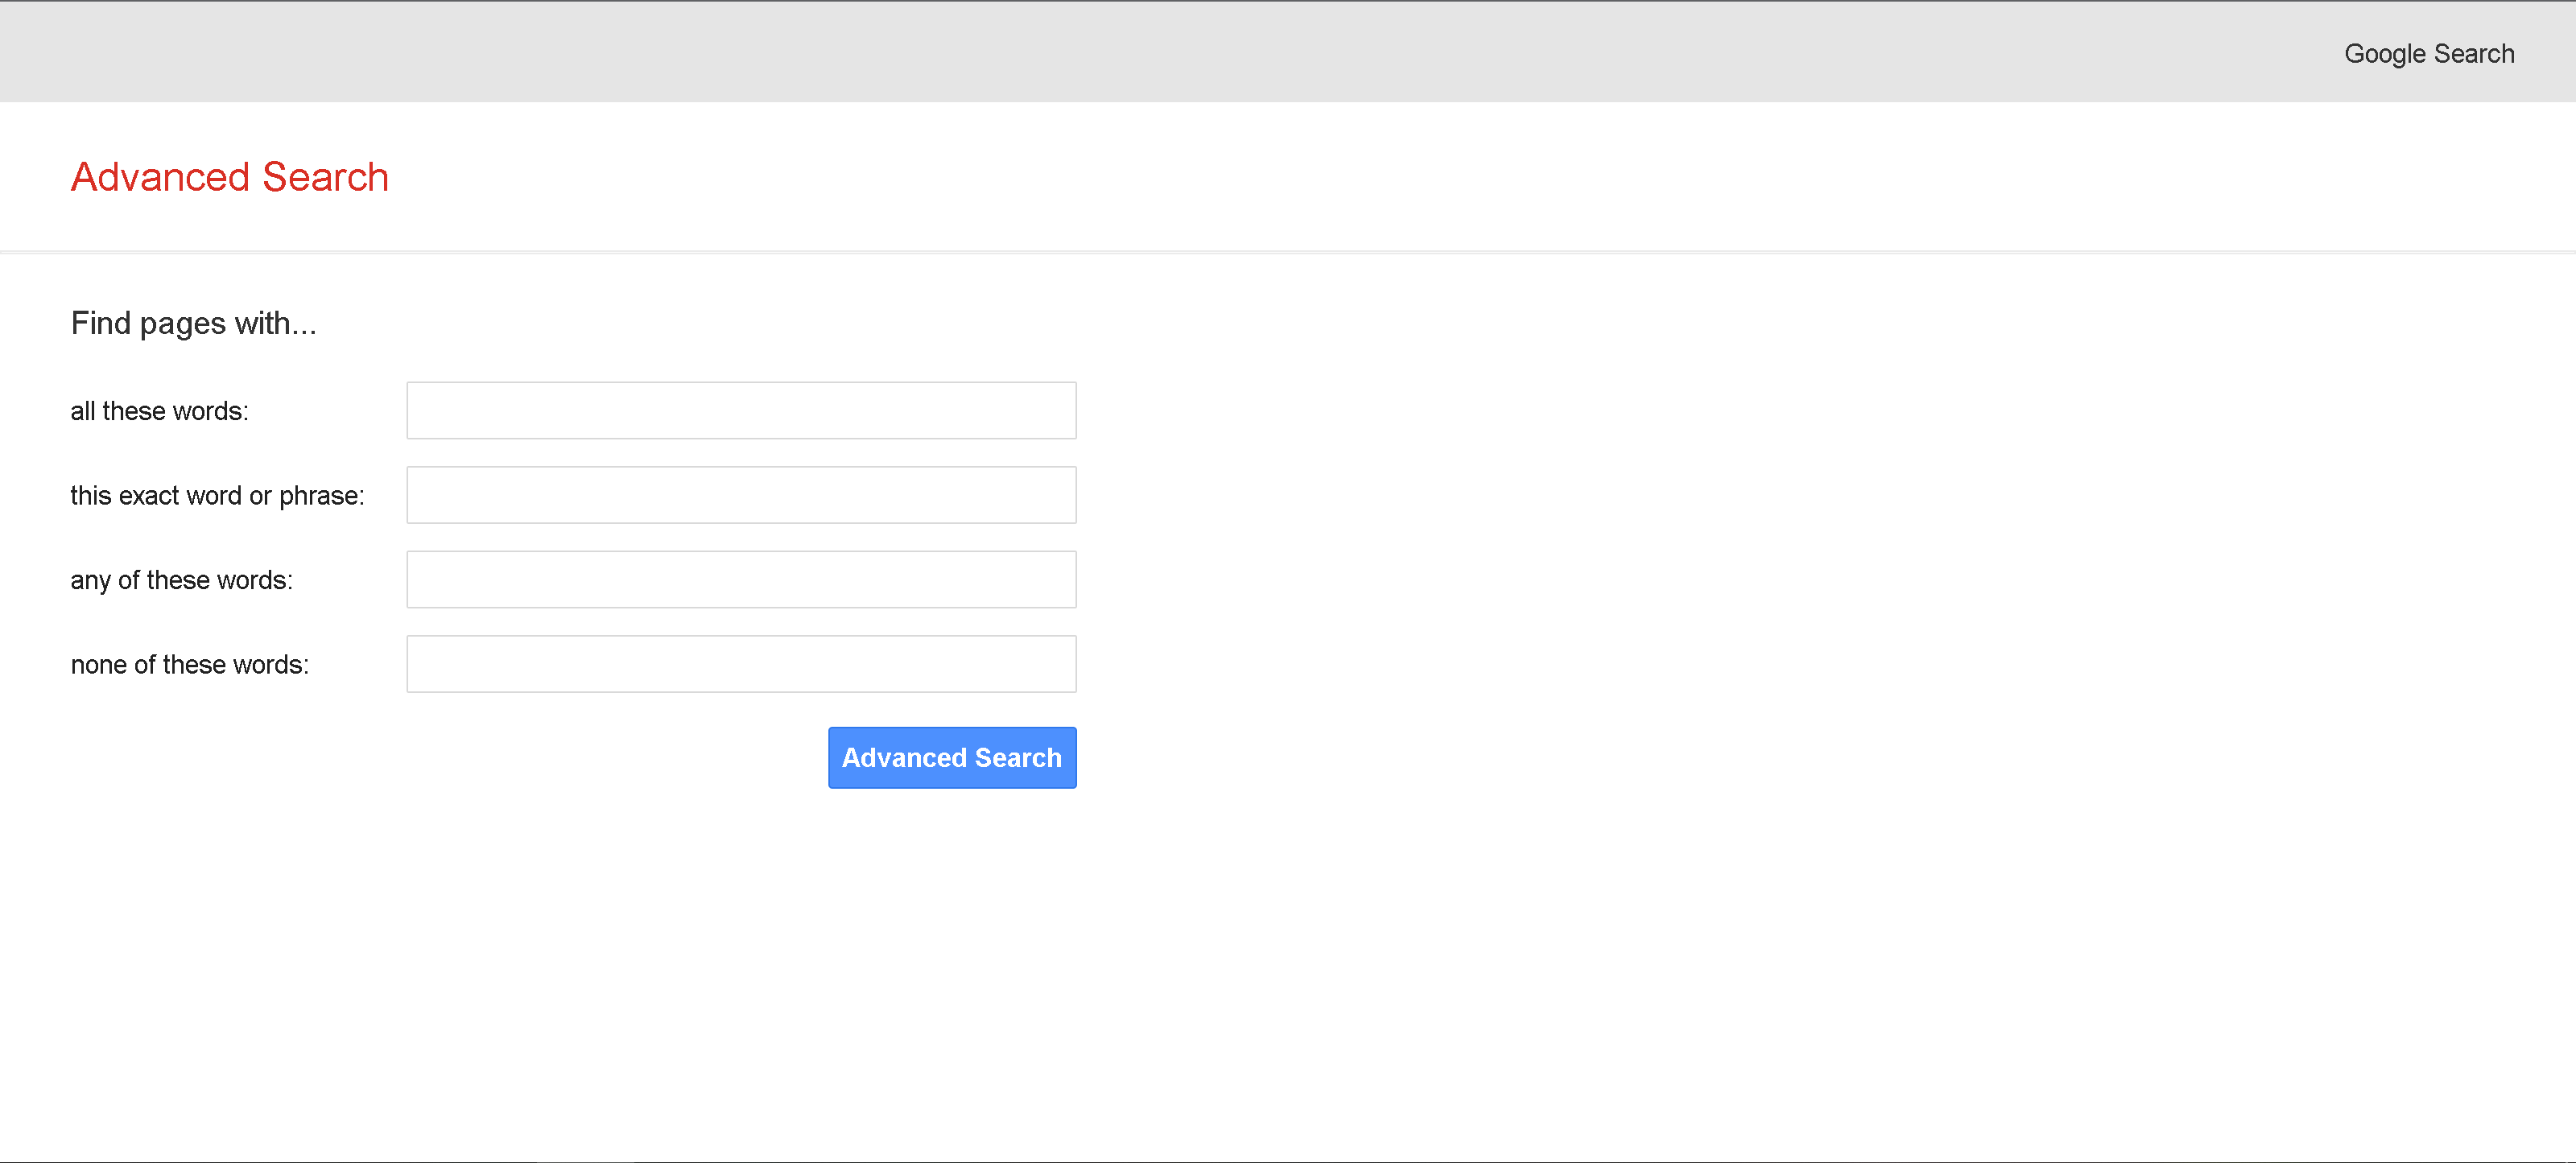 Google Search
Advanced Search
Find pages with...
all these words:
this exact word or phrase:
any of these words:
none of these words:
Advanced Search